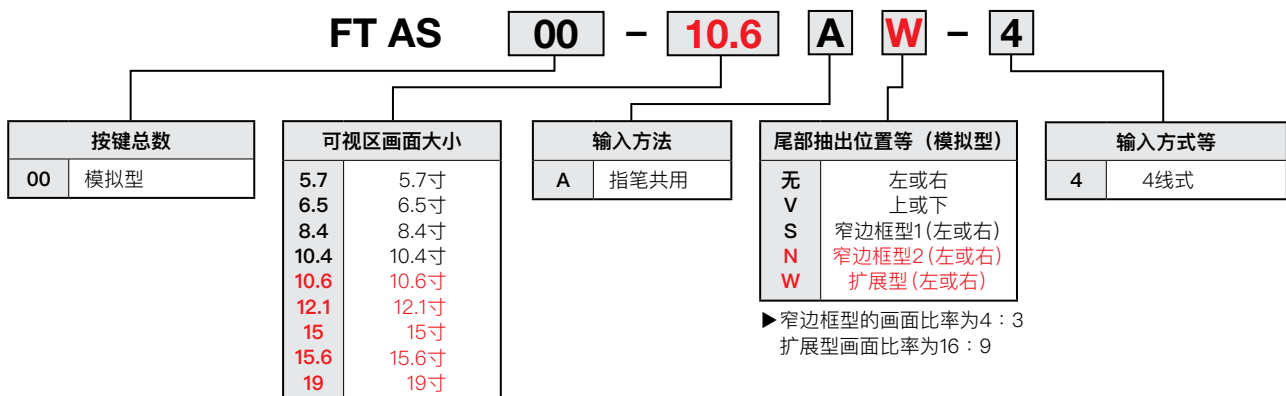 FT AS 00 – 10.6 A W – 4
按键总数
00 模拟型
可视区画面大小
5.7 5.7寸
6.5 6.5寸
8.4 8.4寸
10.4 10.4寸
10.6 10.6寸
12.1 12.1寸
15 15寸
15.6 15.6寸
19 19寸
输入方法
A 指笔共用
尾部抽出位置等（模拟型）
无 左或右
V 上或下
S 窄边框型1(左或右)
N 窄边框型2(左或右)
W 扩展型(左或右)
▶窄边框型的画面比率为4：3
扩展型画面比率为16：9
输入方式等
4 4线式